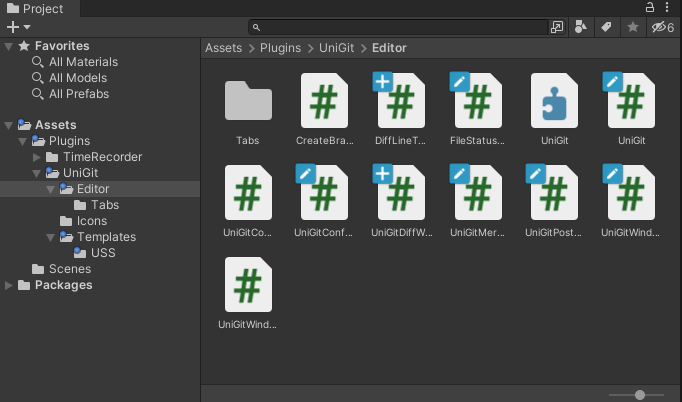 Project
6
Favorites
All Materials
All Models
All Prefabs
Assets
Plugins
TimeRecorder
UniGit
Editor
Tabs
Icons
Templates
USS
Scenes
Packages
Assets > Plugins > UniGit > Editor
Tabs CreateBra... DiffLineT... FileStatus... UniGit UniGit
UniGitCo... UniGitConf... UniGitDiffW... UniGitMer... UniGitPost... UniGitWind...
UniGitWind...